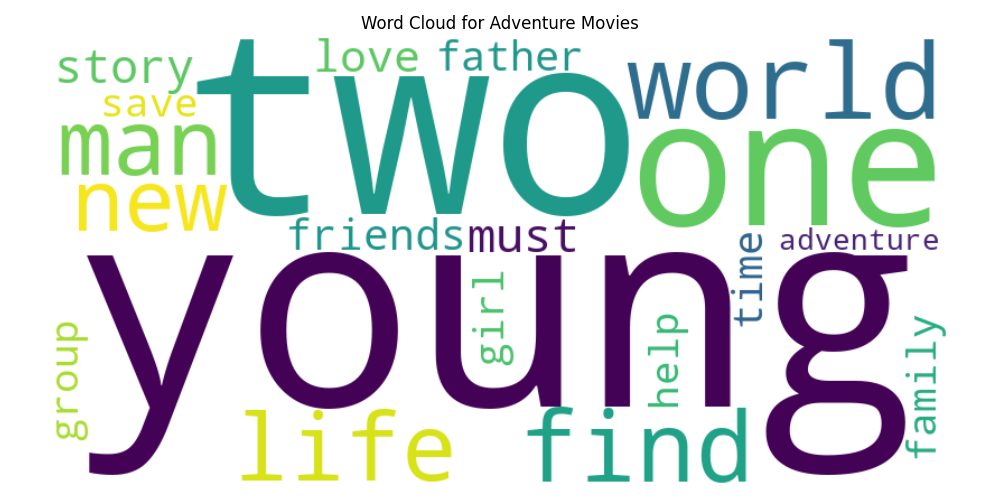 Word Cloud for Adventure Movies
story
love
father
two
world
save
man
one
new
friends
must
time
adventure
young
girl
group
help
family
life
find